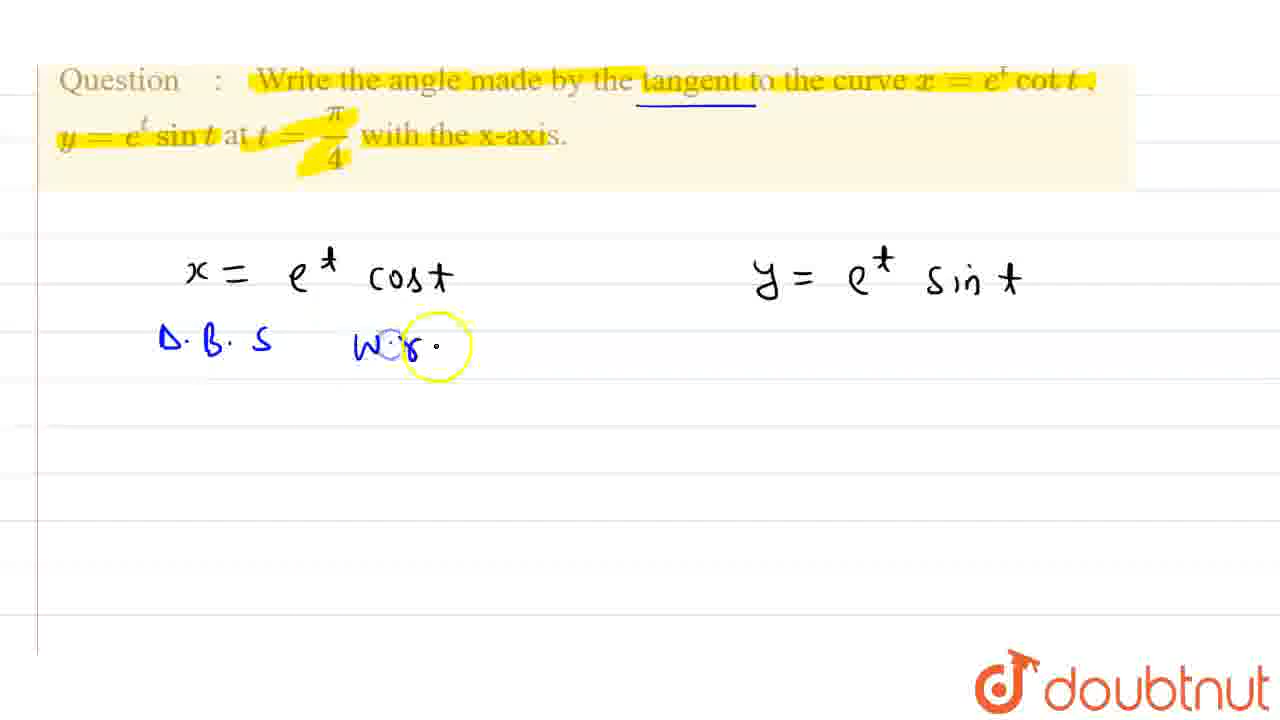 Question : Write the angle made by the tangent to the curve x = e^t cot t ,
y = e^t sin t at t = π/4 with the x-axis.
x = e^t cost y = e^t sin t
D. B. S W.r.
doubtnut